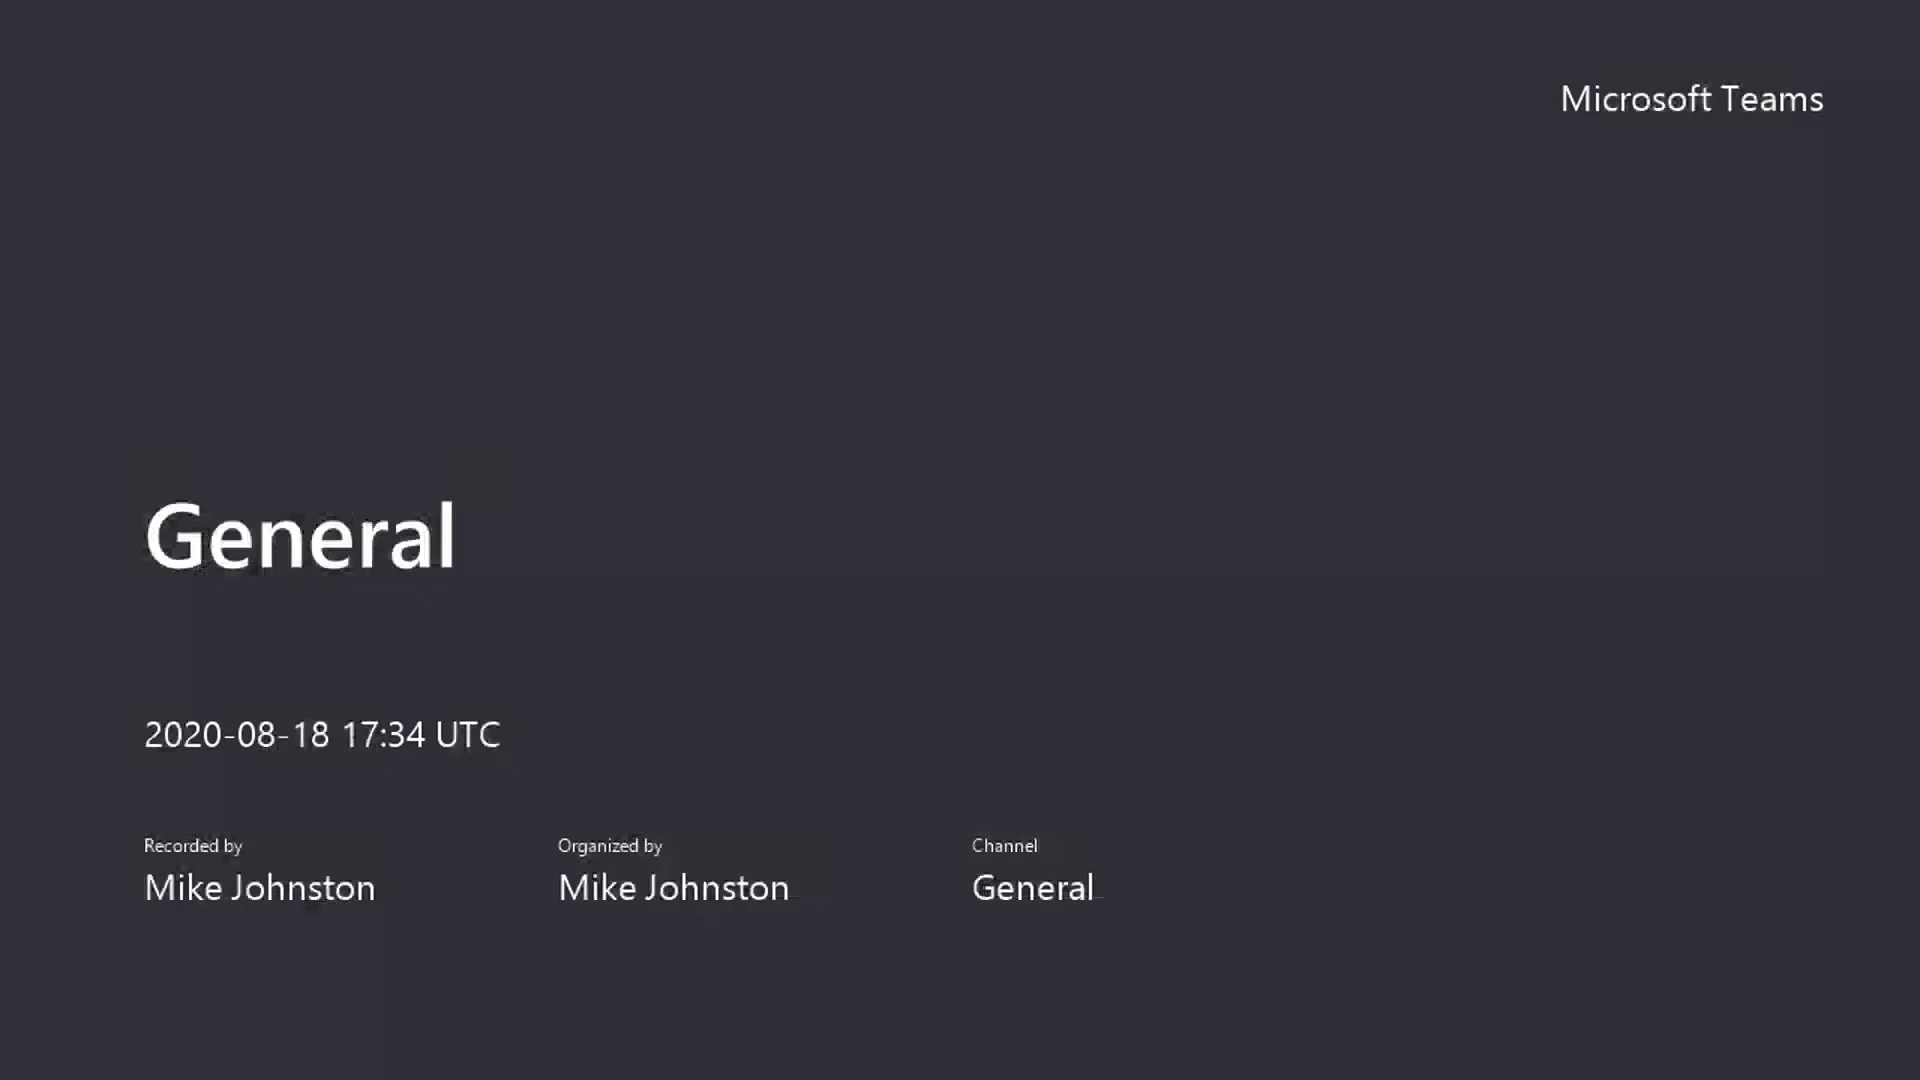 Microsoft Teams
General
2020-08-18 17:34 UTC
Recorded by
Mike Johnston
Organized by
Mike Johnston
Channel
General